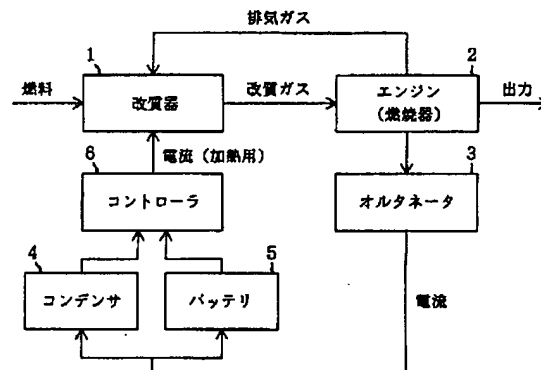 排気ガス
1
2
燃料
改質器
改質ガス
エンジン
(燃焼器)
出力
6
電流(加熱用)
3
コントローラ
オルタネータ
4
5
コンデンサ
バッテリ
電流